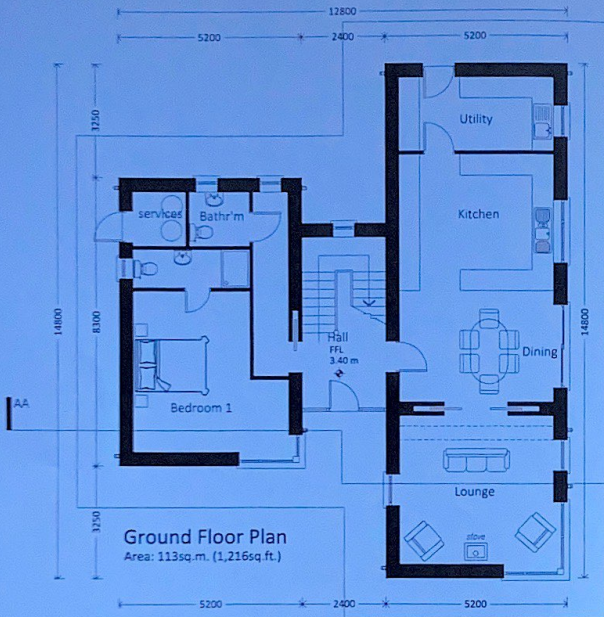 12800
5200
2400
5200
3250
Utility
services
Bathr'm
Kitchen
14800
8300
14800
Hall
FFL
3.40 m
Dining
AA
Bedroom 1
Lounge
3250
Ground Floor Plan
Area: 113sq.m. (1,216sq.ft.)
stove
5200
2400
5200